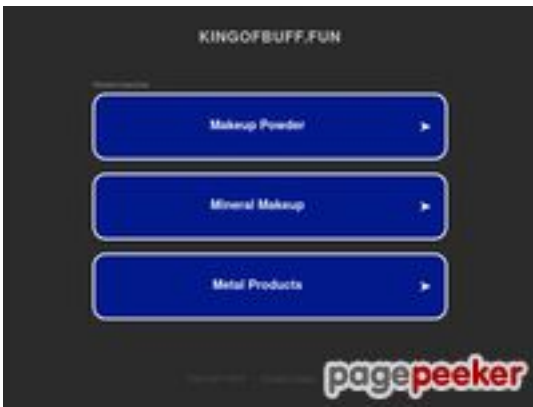 KINGOFBUFF.FUN
Makeup Powder
➤
Mineral Makeup
➤
Metal Products
➤
pagepeeker